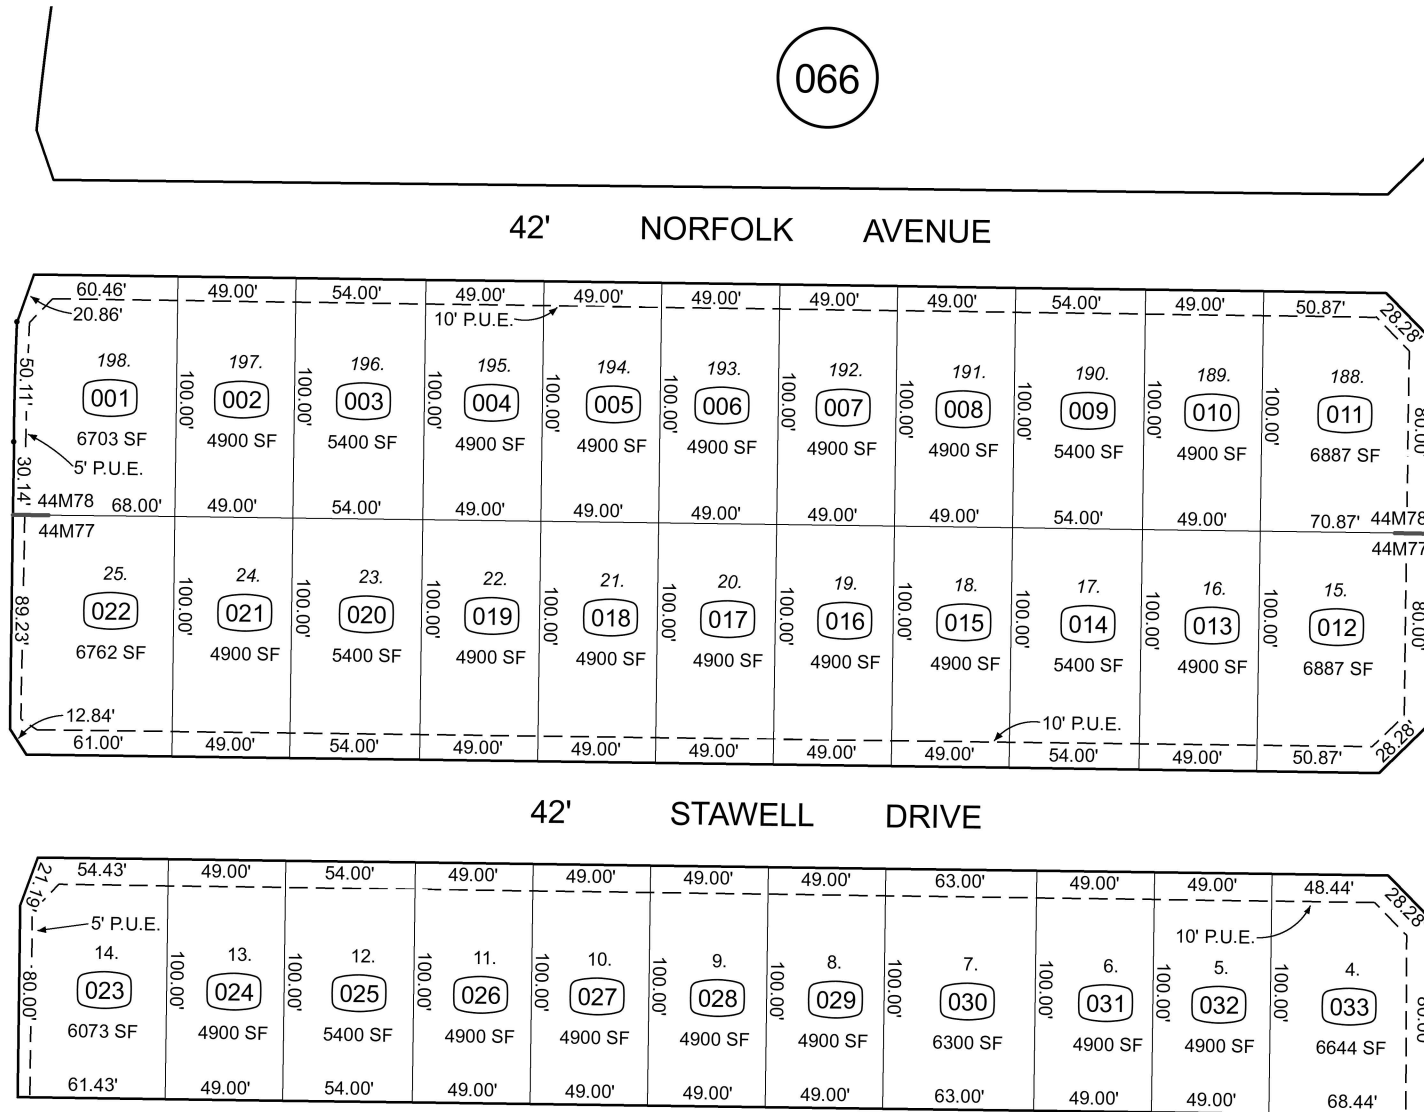 066
42' NORFOLK AVENUE
60.46' 49.00' 54.00' 49.00' 49.00' 49.00' 49.00' 49.00' 54.00' 49.00' 50.87'
20.86' 10' P.U.E. 28.28'
198. 197. 196. 195. 194. 193. 192. 191. 190. 189. 188.
50.11' 100.00' 100.00' 100.00' 100.00' 100.00' 100.00' 100.00' 100.00' 100.00' 100.00' 80.00'
001 002 003 004 005 006 007 008 009 010 011
6703 SF 4900 SF 5400 SF 4900 SF 4900 SF 4900 SF 4900 SF 4900 SF 5400 SF 4900 SF 6887 SF
5' P.U.E.
30.14'
44M78 68.00' 49.00' 54.00' 49.00' 49.00' 49.00' 49.00' 49.00' 54.00' 49.00' 70.87' 44M78
44M77 44M77
25. 24. 23. 22. 21. 20. 19. 18. 17. 16. 15.
89.23' 100.00' 100.00' 100.00' 100.00' 100.00' 100.00' 100.00' 100.00' 100.00' 100.00' 80.00'
022 021 020 019 018 017 016 015 014 013 012
6762 SF 4900 SF 5400 SF 4900 SF 4900 SF 4900 SF 4900 SF 4900 SF 5400 SF 4900 SF 6887 SF
12.84' 10' P.U.E. 28.28'
61.00' 49.00' 54.00' 49.00' 49.00' 49.00' 49.00' 49.00' 54.00' 49.00' 50.87'
42' STAWELL DRIVE
21.19' 54.43' 49.00' 54.00' 49.00' 49.00' 49.00' 49.00' 63.00' 49.00' 49.00' 48.44' 28.28
5' P.U.E. 10' P.U.E.
14. 13. 12. 11. 10. 9. 8. 7. 6. 5. 4.
80.00' 100.00' 100.00' 100.00' 100.00' 100.00' 100.00' 100.00' 100.00' 100.00' 100.00'
023 024 025 026 027 028 029 030 031 032 033
6073 SF 4900 SF 5400 SF 4900 SF 4900 SF 4900 SF 4900 SF 6300 SF 4900 SF 4900 SF 6644 SF
61.43' 49.00' 54.00' 49.00' 49.00' 49.00' 49.00' 63.00' 49.00' 49.00' 68.44'